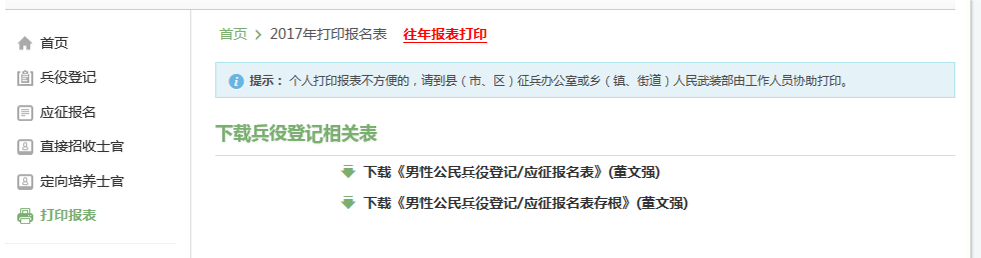 首页
兵役登记
应征报名
直接招收士官
定向培养士官
打印报表
首页 > 2017年打印报名表 往年报表打印
提示： 个人打印报表不方便的，请到县（市、区）征兵办公室或乡（镇、街道）人民武装部由工作人员协助打印。
下载兵役登记相关表
下载《男性公民兵役登记/应征报名表》(董文强)
下载《男性公民兵役登记/应征报名表存根》(董文强)